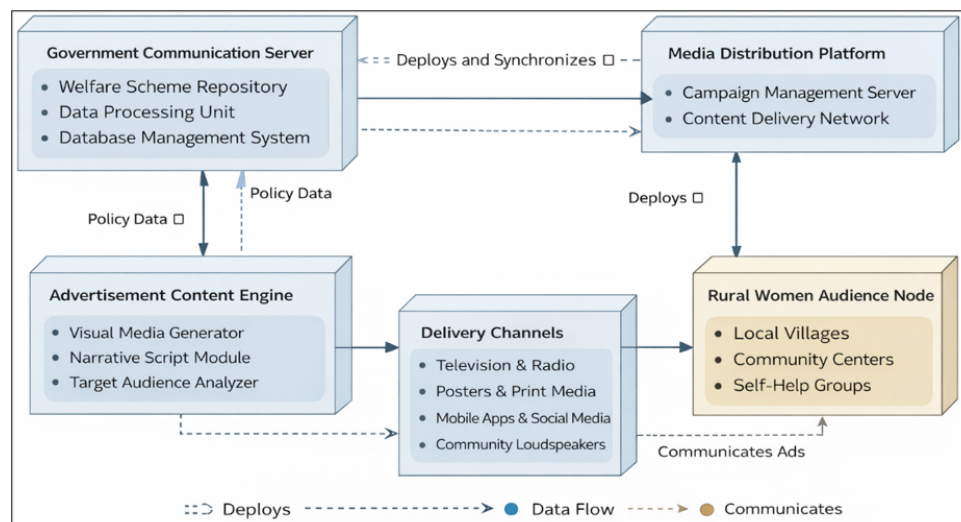 Government Communication Server
• Welfare Scheme Repository
• Data Processing Unit
• Database Management System
Deploys and Synchronizes □
Media Distribution Platform
• Campaign Management Server
• Content Delivery Network
Policy Data □
Policy Data
Deploys □
Advertisement Content Engine
• Visual Media Generator
• Narrative Script Module
• Target Audience Analyzer
Delivery Channels
• Television & Radio
• Posters & Print Media
• Mobile Apps & Social Media
• Community Loudspeakers
Rural Women Audience Node
• Local Villages
• Community Centers
• Self-Help Groups
Communicates Ads
Deploys
Data Flow
Communicates